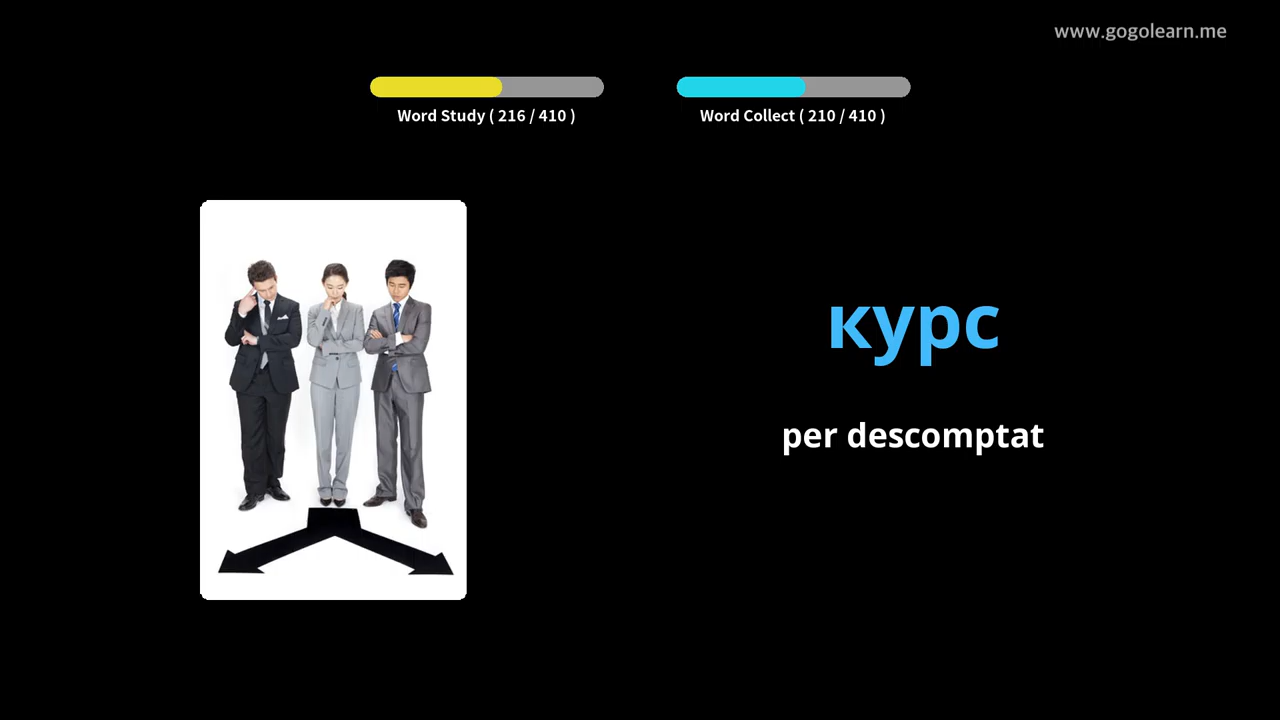 www.gogolearn.me
Word Study ( 216 / 410 )
Word Collect ( 210 / 410 )
курс
per descomptat